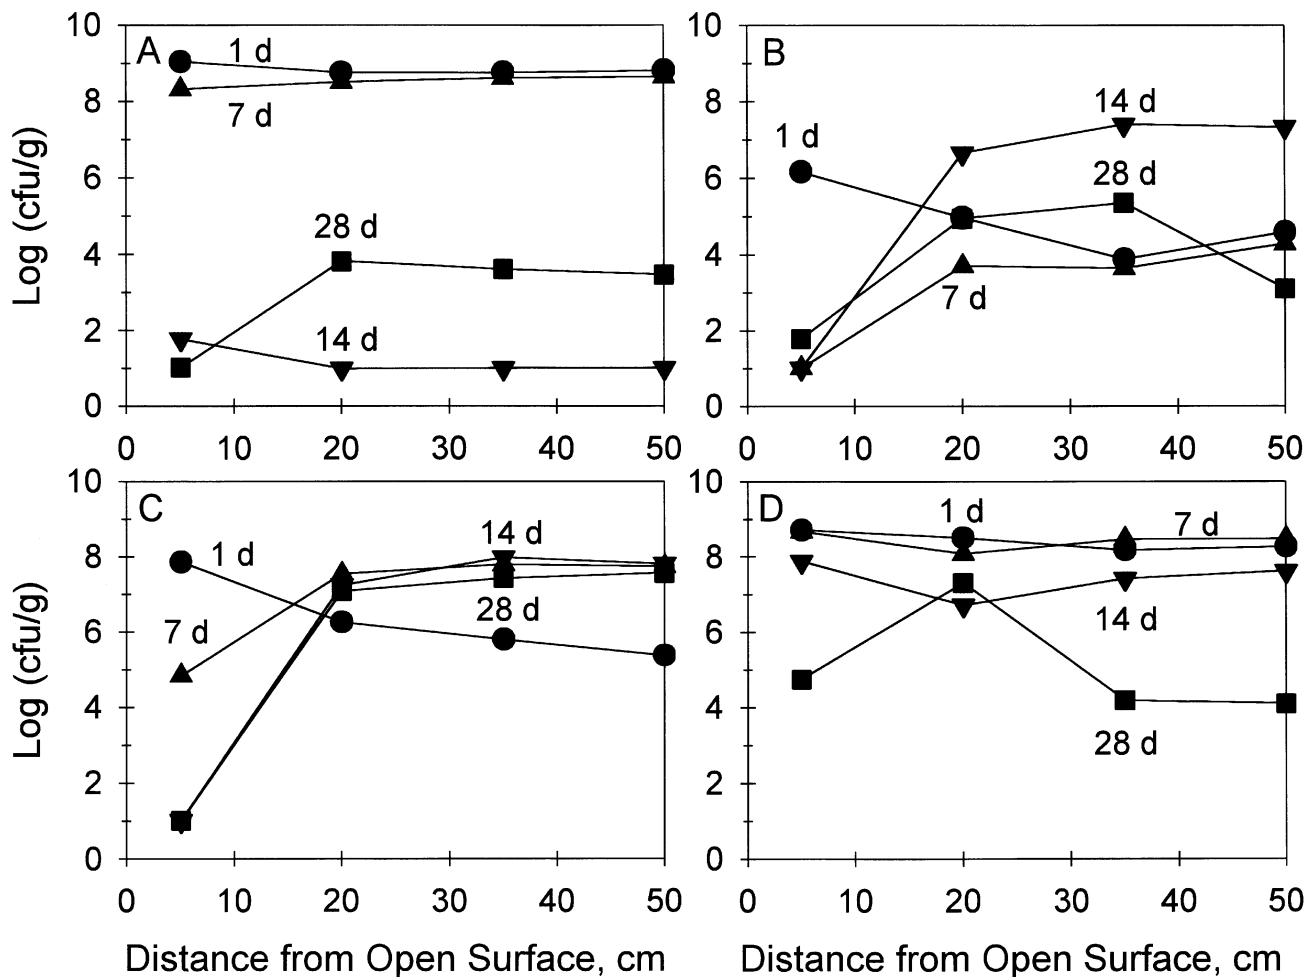 10 10
A 1 d B
8 7 d 8 14 d
1 d
Log (cfu/g) 6 6 28 d
28 d
4 4
7 d
2 14 d 2
0 0
0 10 20 30 40 50 0 10 20 30 40 50
10 10
C 14 d D 1 d 7 d
8 1 d 8
28 d
Log (cfu/g) 6 7 d 6 14 d
4 4
28 d
2 2
0 0
0 10 20 30 40 50 0 10 20 30 40 50
Distance from Open Surface, cm Distance from Open Surface, cm